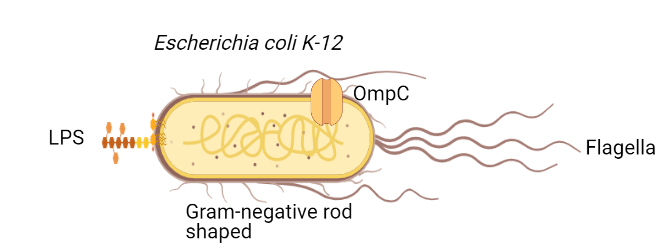 Escherichia coli K-12
OmpC
LPS
Flagella
Gram-negative rod
shaped